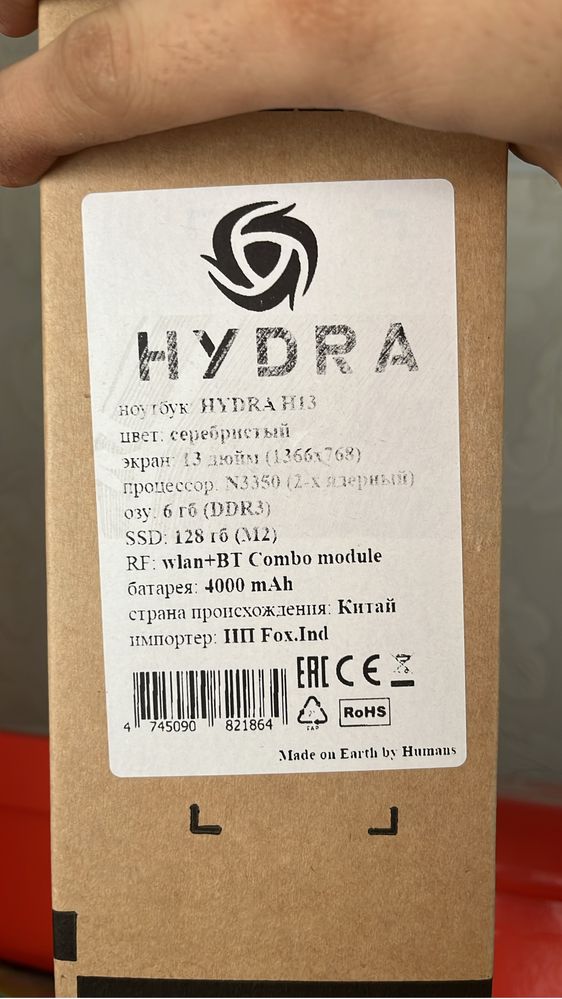 HYDRA
ноутбук: HYDRA H13
цвет: серебристый
экран: 13 дюйм (1366x768)
процессор: N3350 (2-х ядерный)
озу: 6 гб (DDR3)
SSD: 128 гб (M2)
RF: wlan+BT Combo module
батарея: 4000 mAh
страна происхождения: Китай
импортер: ИП Fox.Ind
EAC CE
4 745090 821864
RoHS
Made on Earth by Humans